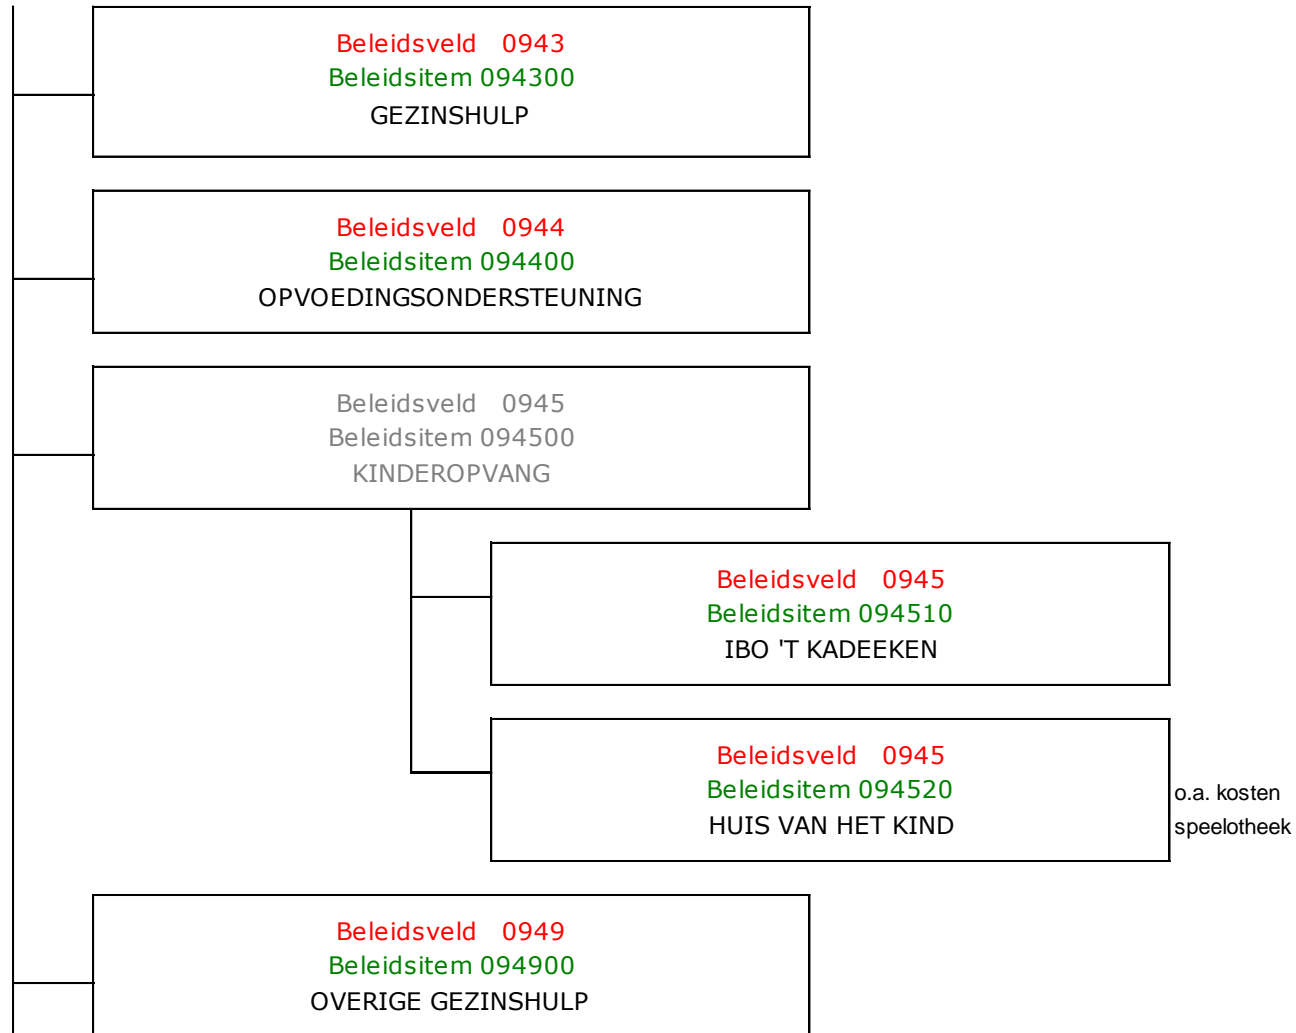 Beleidsveld 0943
Beleidsitem 094300
GEZINSHULP
Beleidsveld 0944
Beleidsitem 094400
OPVOEDINGSONDERSTEUNING
Beleidsveld 0945
Beleidsitem 094500
KINDEROPVANG
Beleidsveld 0945
Beleidsitem 094510
IBO 'T KADEEKEN
Beleidsveld 0945
Beleidsitem 094520
HUIS VAN HET KIND
o.a. kosten
speelotheek
Beleidsveld 0949
Beleidsitem 094900
OVERIGE GEZINSHULP